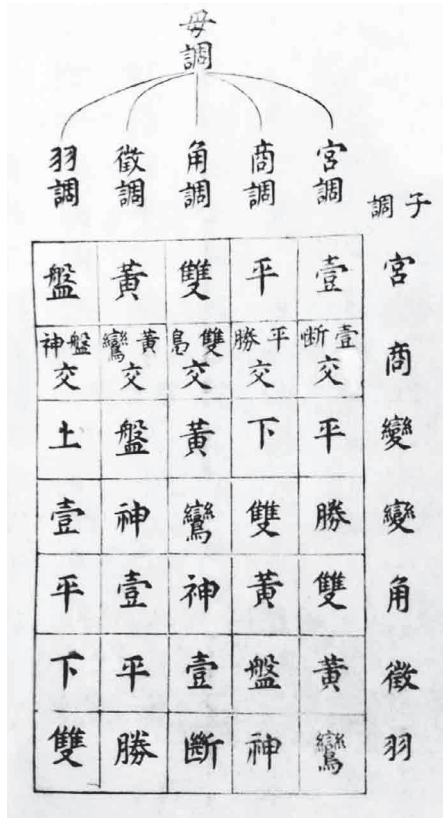 母調
宮調 商調 角調 徵調 羽調
子調
宮 壹 平 雙 黃 盤
商 壹断交 平勝交 雙息交 黃鸞交 盤神交
變 平 下 黃 盤 土
變 勝 雙 鸞 神 壹
角 雙 黃 神 壹 平
徵 黃 盤 壹 平 下
羽 鸞 神 斷 勝 雙